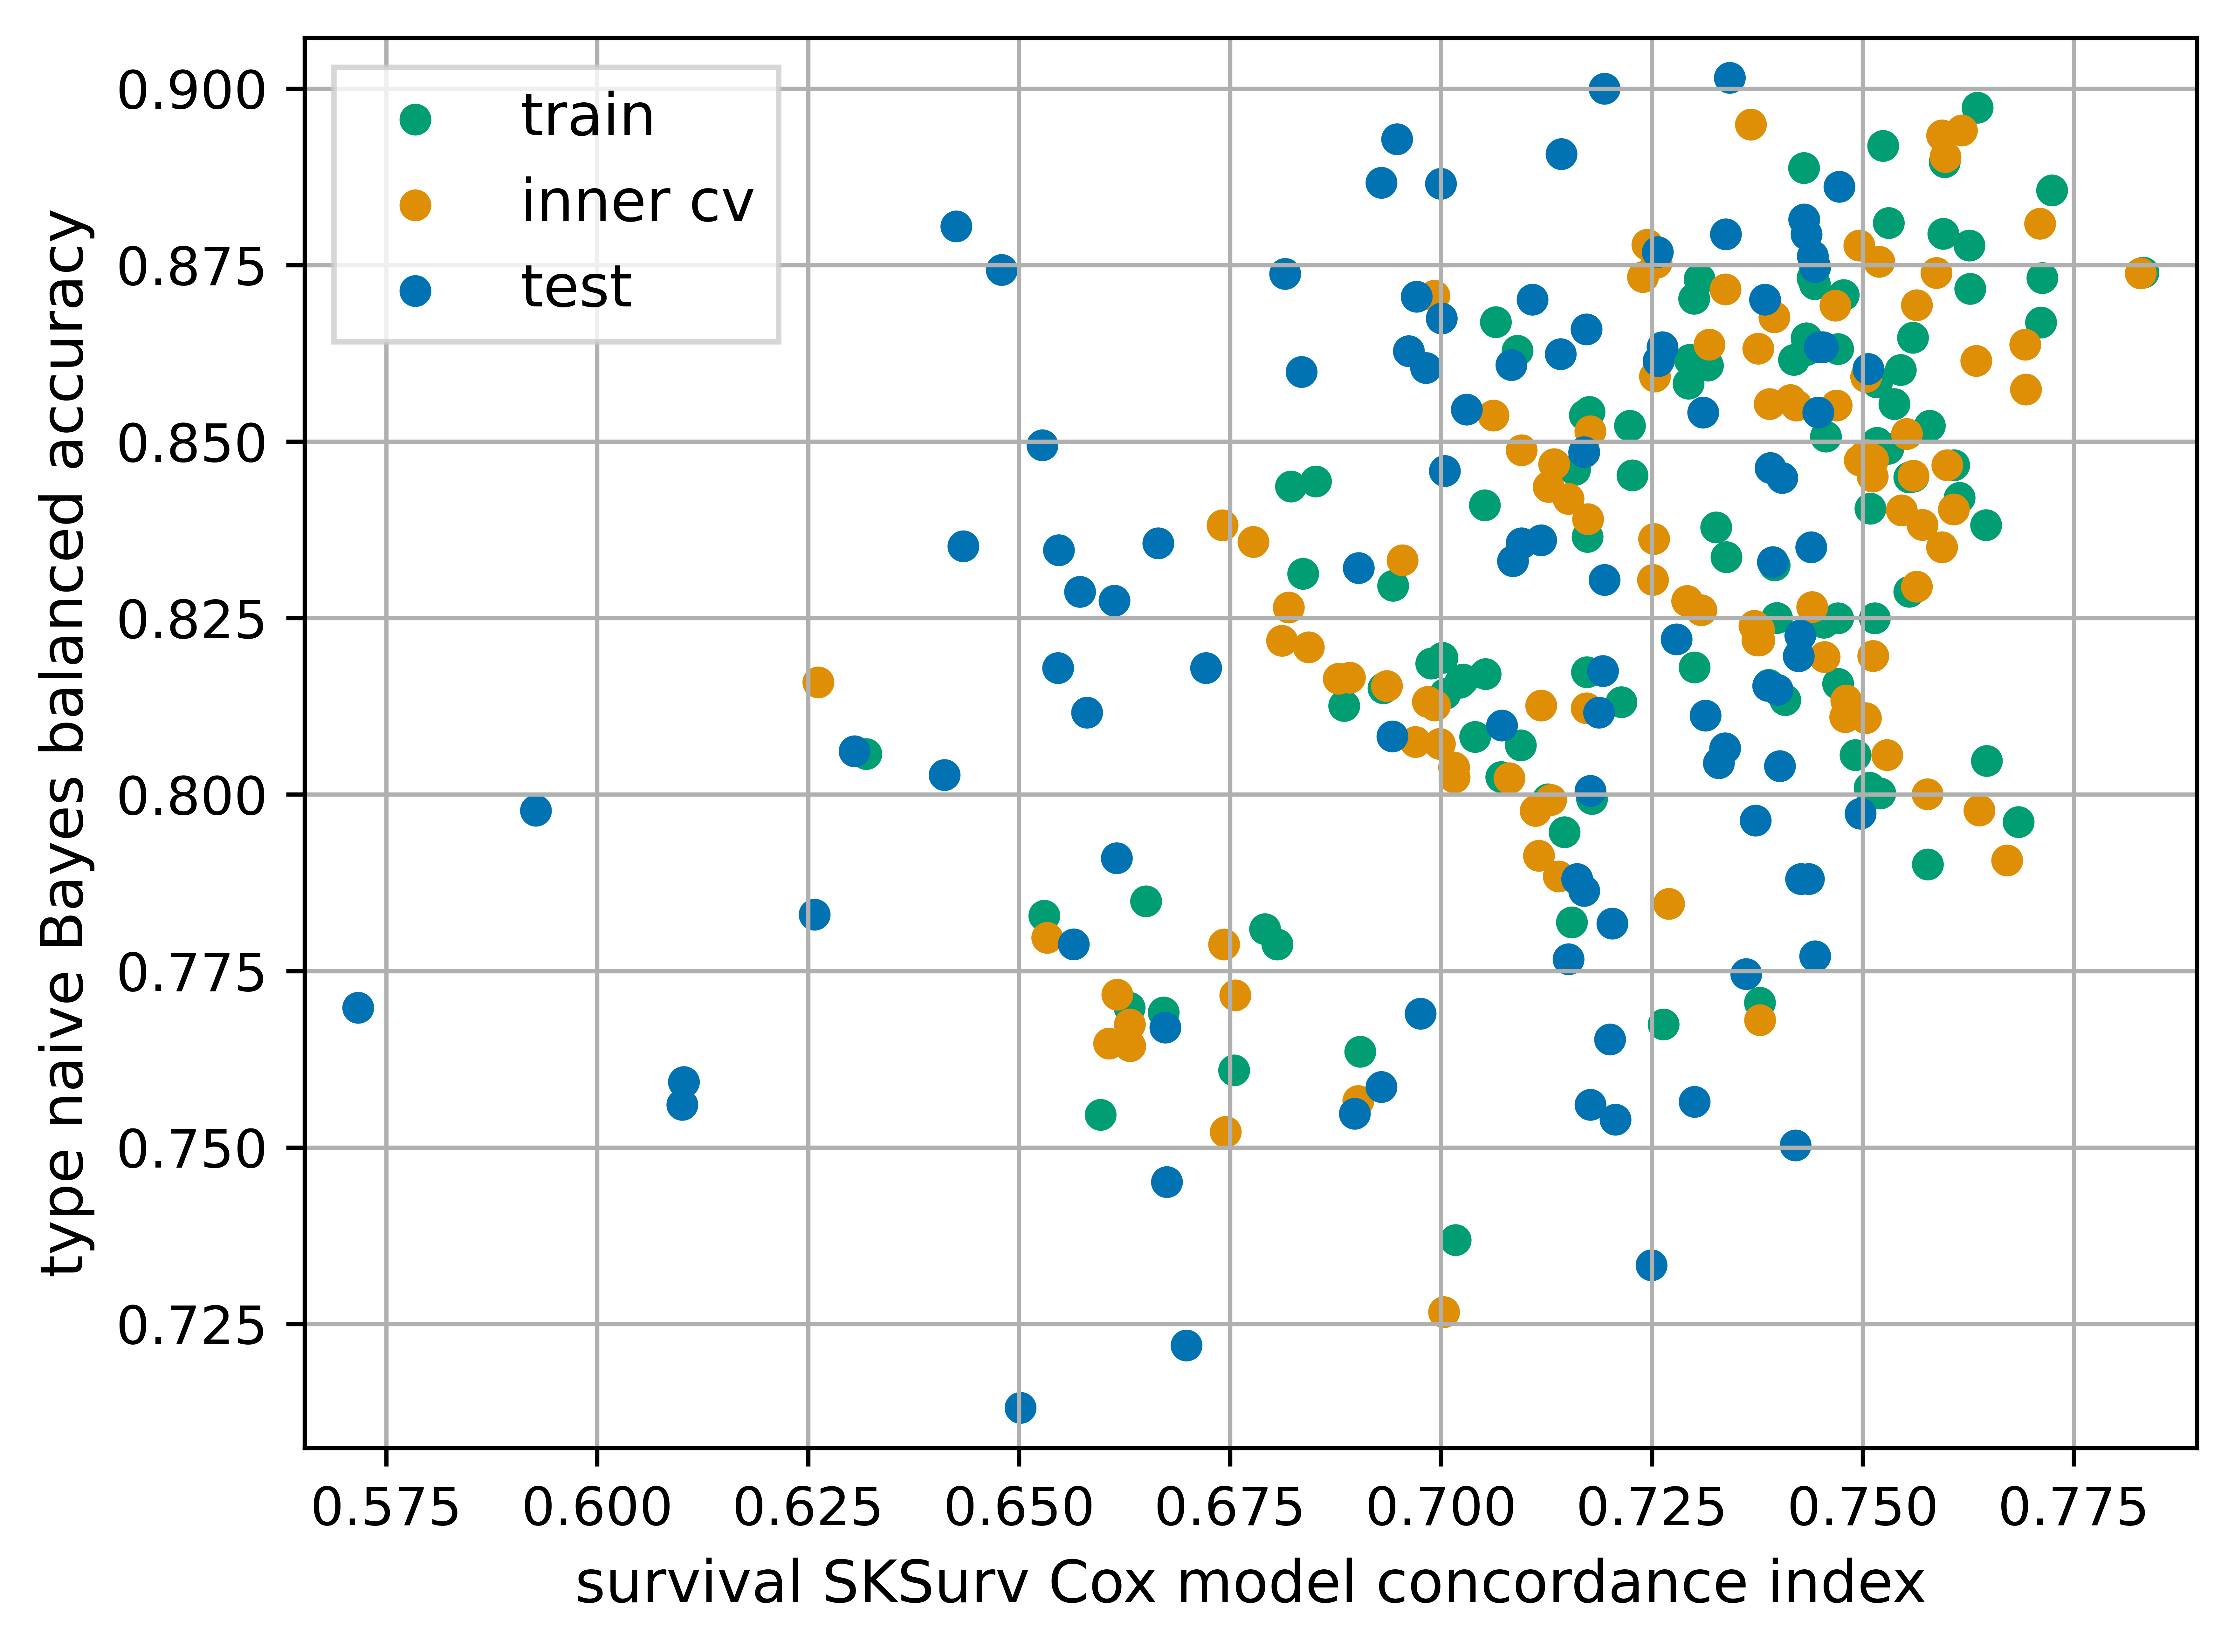 train
inner cv
test
type naive Bayes balanced accuracy
0.900
0.875
0.850
0.825
0.800
0.775
0.750
0.725
0.575 0.600 0.625 0.650 0.675 0.700 0.725 0.750 0.775
survival SKSurv Cox model concordance index